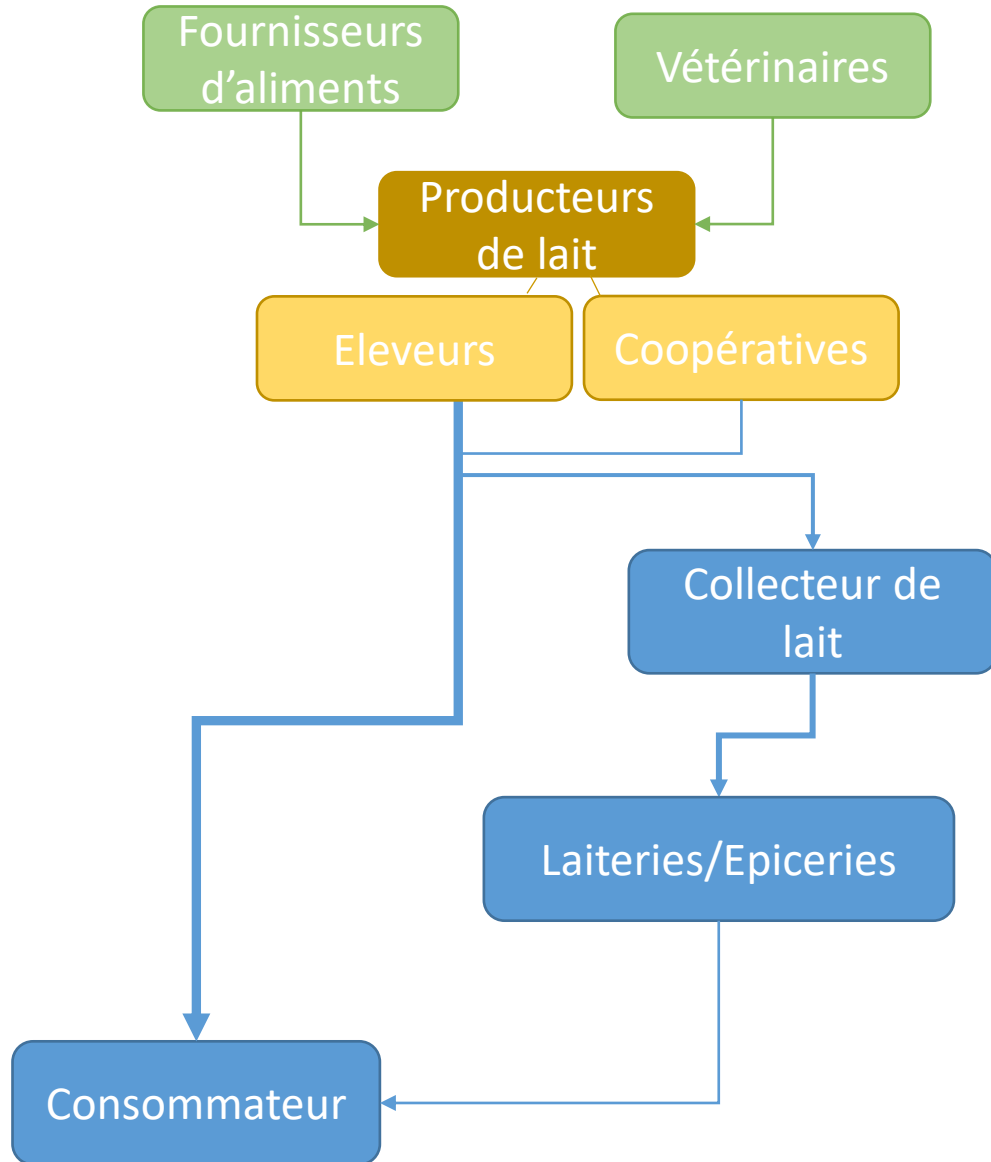 Fournisseurs
d’aliments
Vétérinaires
Producteurs
de lait
Eleveurs
Coopératives
Collecteur de
lait
Laiteries/Epiceries
Consommateur